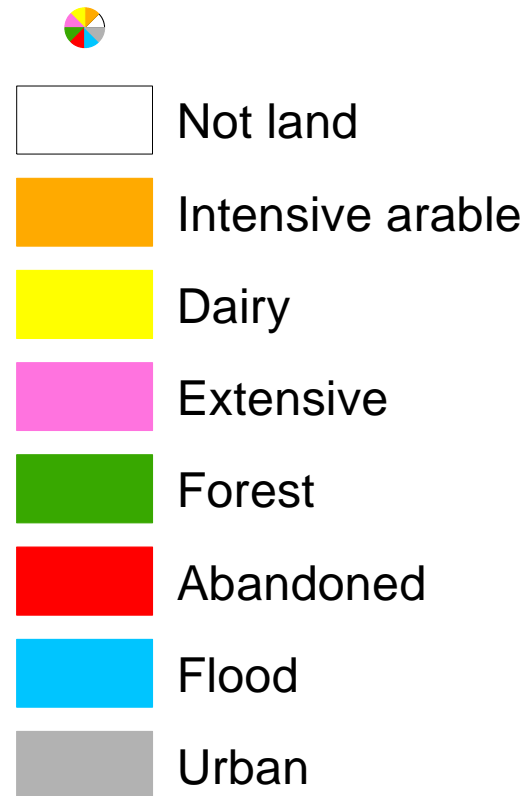 Not land
Intensive arable
Dairy
Extensive
Forest
Abandoned
Flood
Urban